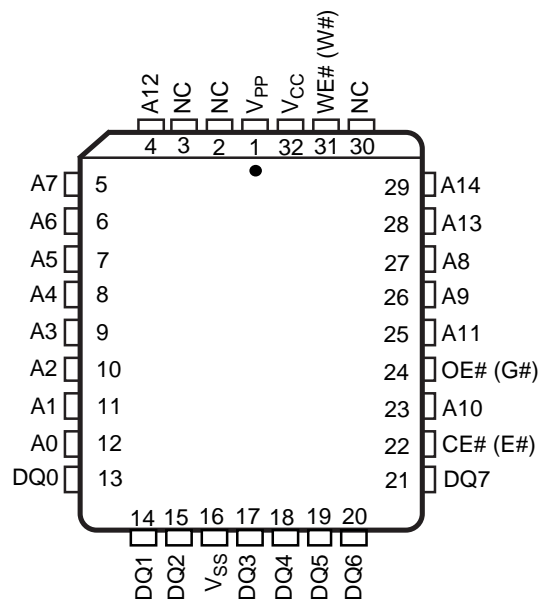 A12 NC NC VPP VCC WE# (W#) NC
4 3 2 1 32 31 30
A7 5 29 A14
A6 6 28 A13
A5 7 27 A8
A4 8 26 A9
A3 9 25 A11
A2 10 24 OE# (G#)
A1 11 23 A10
A0 12 22 CE# (E#)
DQ0 13 21 DQ7
14 15 16 17 18 19 20
DQ1 DQ2 VSS DQ3 DQ4 DQ5 DQ6